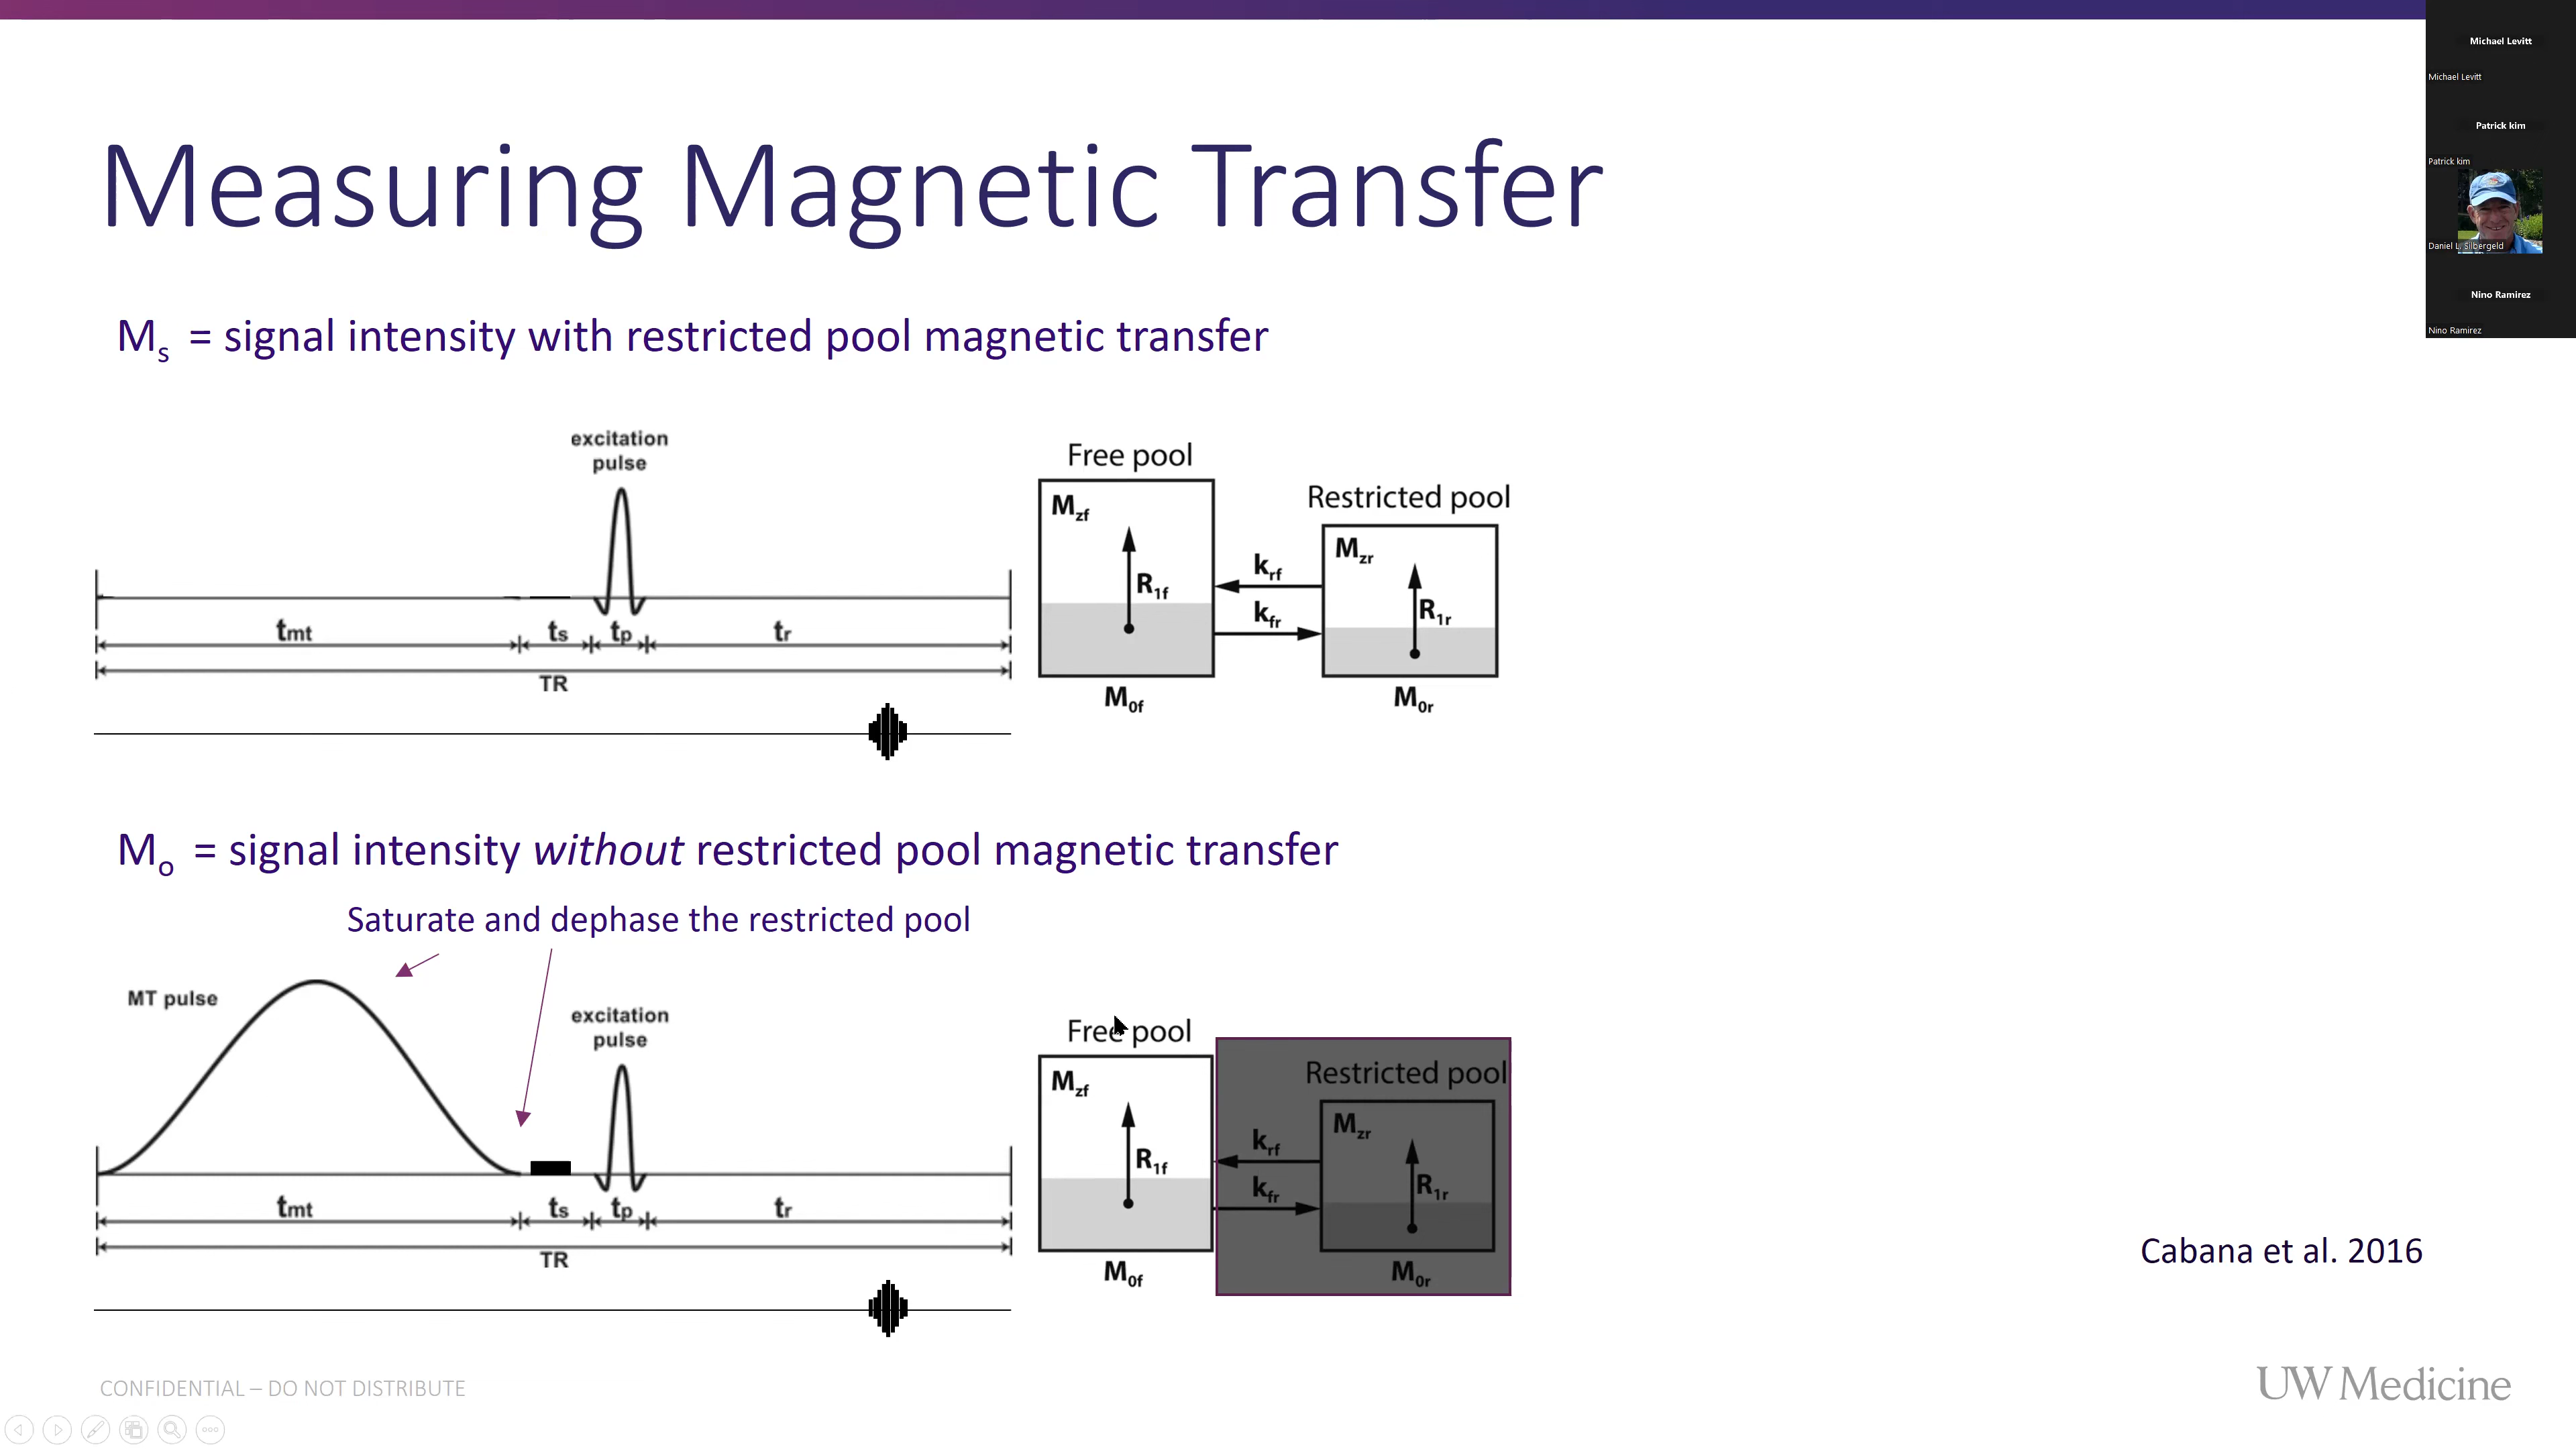 Measuring Magnetic Transfer
Ms = signal intensity with restricted pool magnetic transfer
excitation
pulse
tmt ts tp tr
TR
Free pool
Restricted pool
Mzf
R1f
krf
kfr
Mzr
R1r
M0f
M0r
Mo = signal intensity without restricted pool magnetic transfer
Saturate and dephase the restricted pool
MT pulse
excitation
pulse
tmt ts tp tr
TR
Free pool
Restricted pool
Mzf
R1f
krf
kfr
Mzr
R1r
M0f
M0r
Cabana et al. 2016
CONFIDENTIAL – DO NOT DISTRIBUTE
UW Medicine
Michael Levitt
Michael Levitt
Patrick kim
Patrick kim
Daniel L. Silbergeld
Nino Ramirez
Nino Ramirez